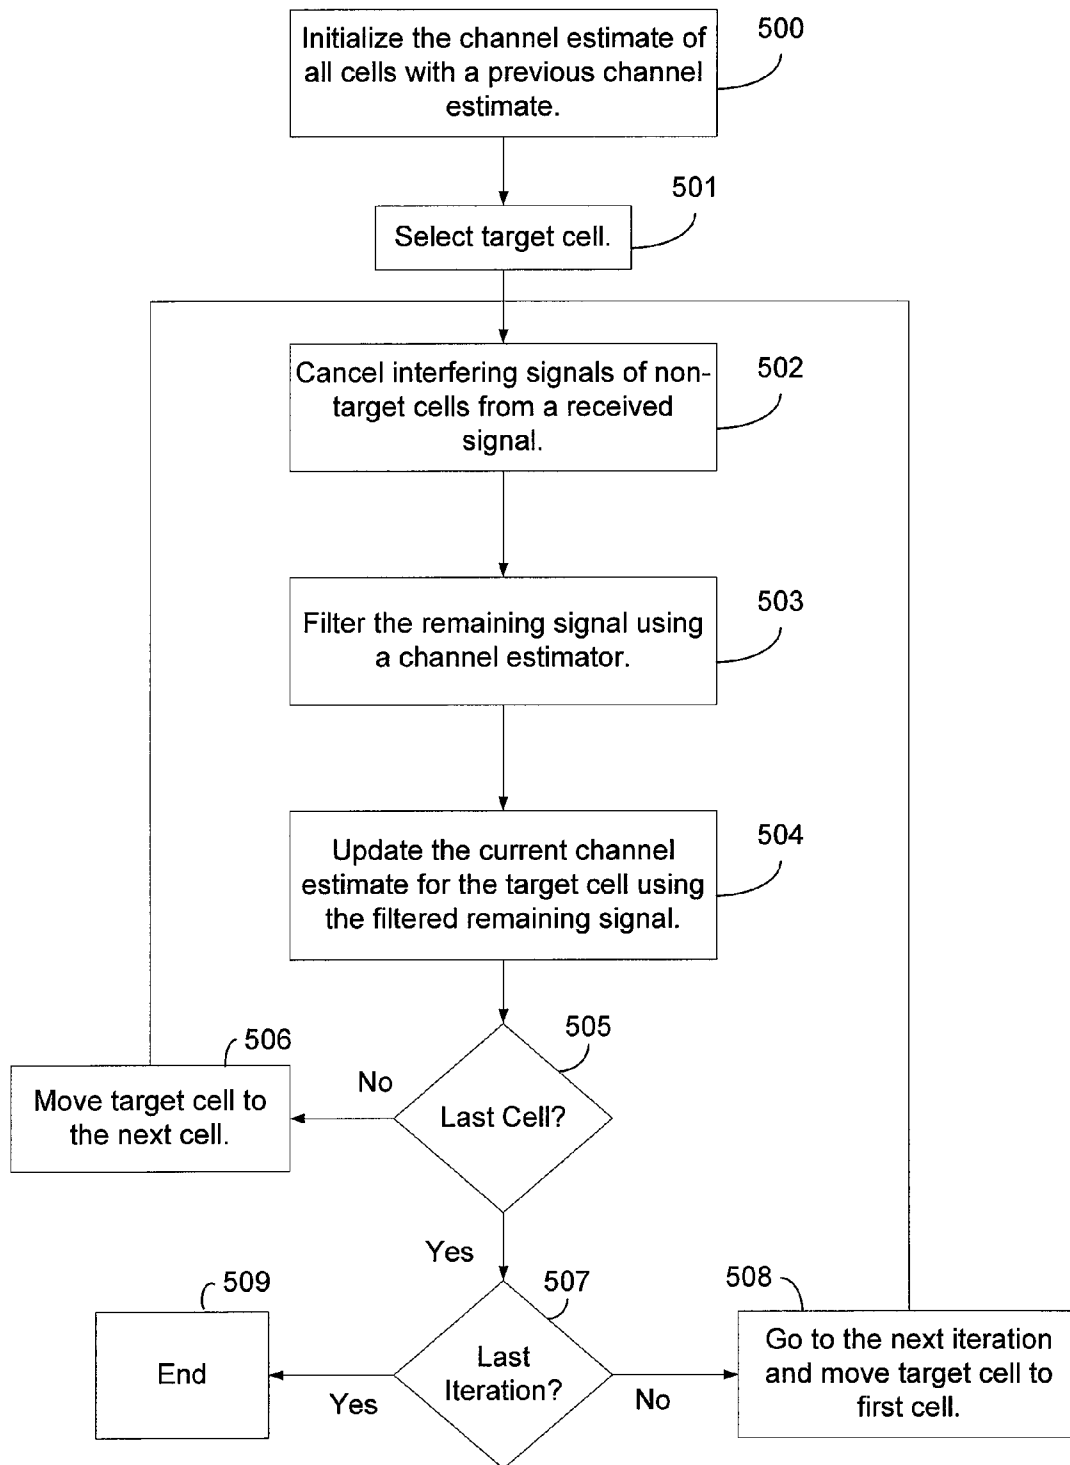 500
Initialize the channel estimate of
all cells with a previous channel
estimate.
501
Select target cell.
502
Cancel interfering signals of non-
target cells from a received
signal.
503
Filter the remaining signal using
a channel estimator.
504
Update the current channel
estimate for the target cell using
the filtered remaining signal.
505
Last Cell?
No
506
Move target cell to
the next cell.
Yes
507
Last
Iteration?
Yes
509
End
No
508
Go to the next iteration
and move target cell to
first cell.